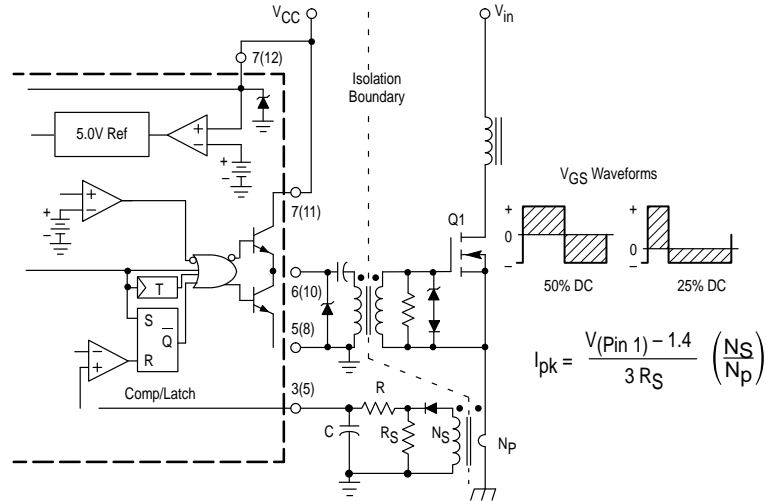 VCC
Vin
7(12)
Isolation
Boundary
5.0V Ref
+
–
+
–
VGS Waveforms
+
–
+
–
7(11)
Q1
+
0
–
+
0
–
50% DC
25% DC
6(10)
T
S
Q
R
5(8)
Ipk = V(Pin 1) – 1.4 / 3 RS (NS / Np)
–
+
Comp/Latch
3(5)
R
C
RS
NS
NP